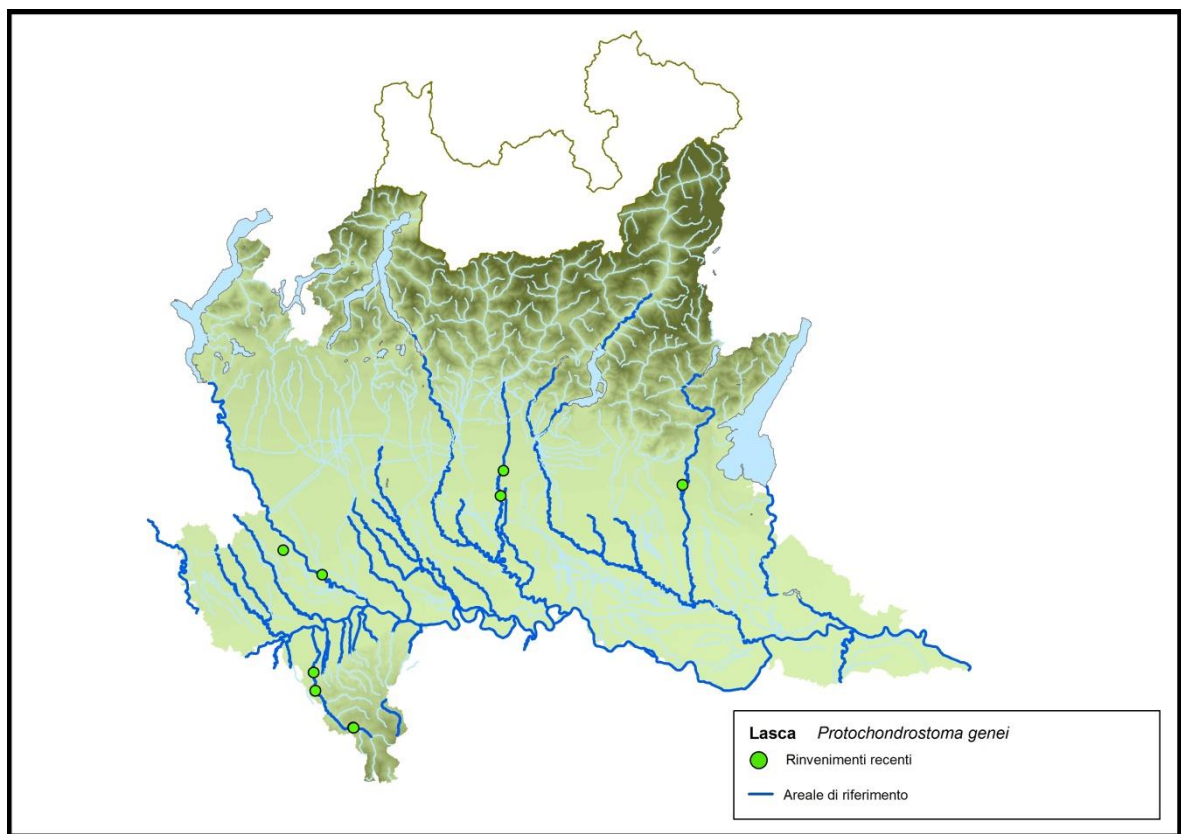 Lasca Protochondrostoma genei
Rinvenimenti recenti
Areale di riferimento